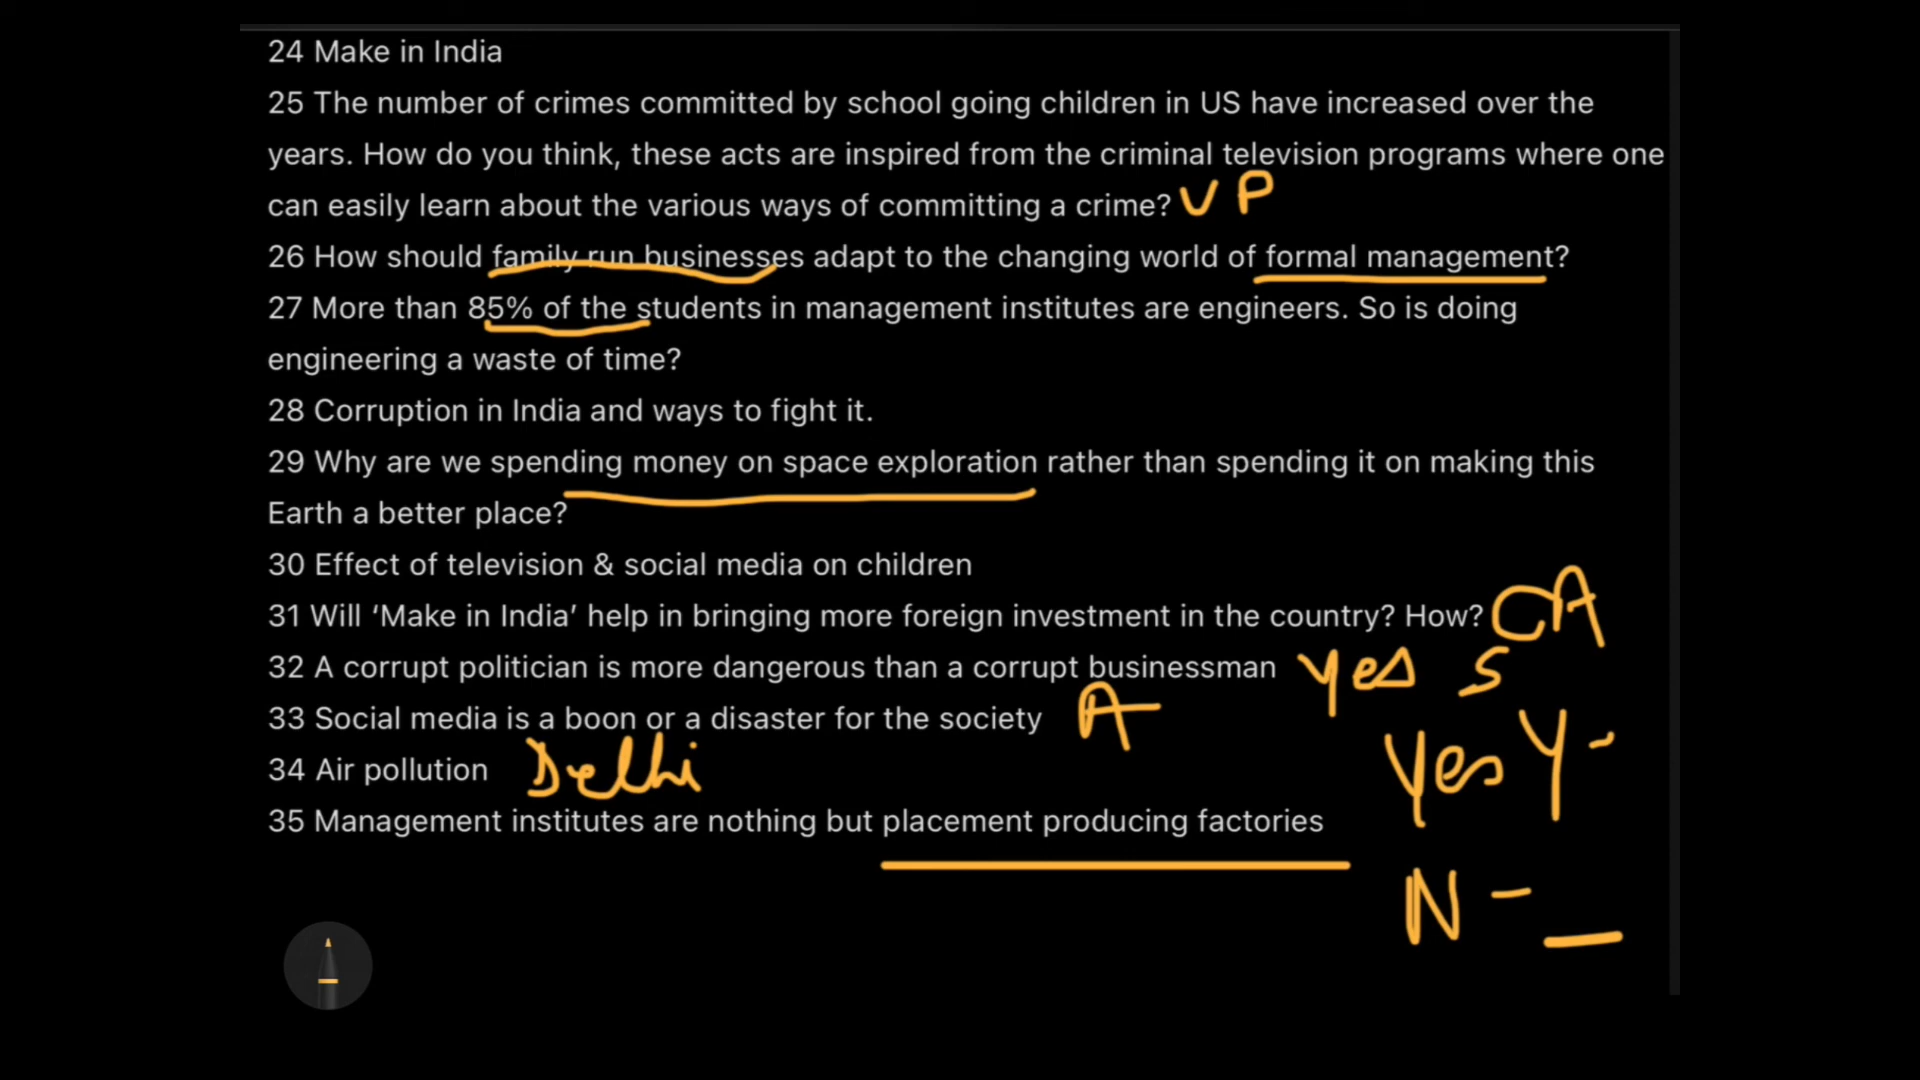 24 Make in India
25 The number of crimes committed by school going children in US have increased over the
years. How do you think, these acts are inspired from the criminal television programs where one
can easily learn about the various ways of committing a crime? VP
26 How should family run businesses adapt to the changing world of formal management?
27 More than 85% of the students in management institutes are engineers. So is doing
engineering a waste of time?
28 Corruption in India and ways to fight it.
29 Why are we spending money on space exploration rather than spending it on making this
Earth a better place?
30 Effect of television & social media on children
31 Will ‘Make in India’ help in bringing more foreign investment in the country? How? CA
32 A corrupt politician is more dangerous than a corrupt businessman Yes S
33 Social media is a boon or a disaster for the society A
34 Air pollution Delhi Yes Y -
35 Management institutes are nothing but placement producing factories
N -